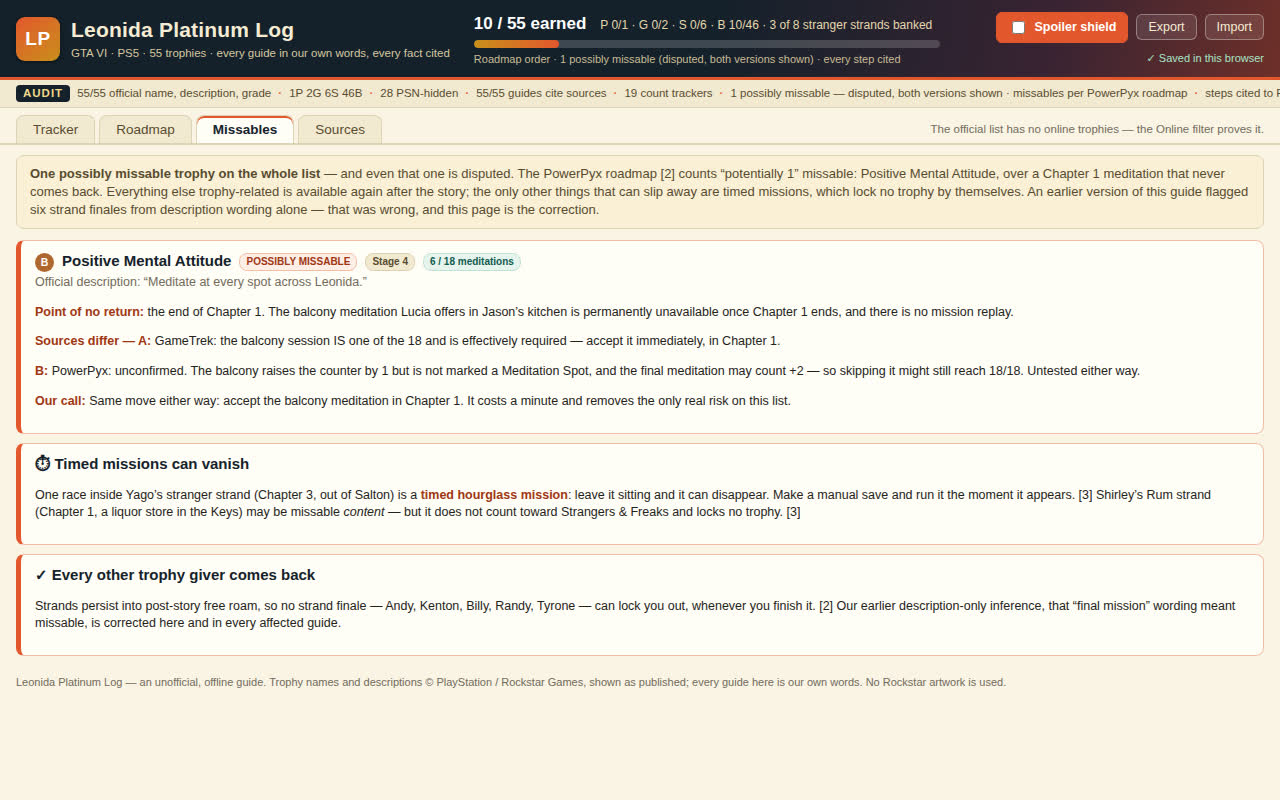 LP
Leonida Platinum Log
GTA VI · PS5 · 55 trophies · every guide in our own words, every fact cited
10 / 55 earned P 0/1 · G 0/2 · S 0/6 · B 10/46 · 3 of 8 stranger strands banked
Roadmap order · 1 possibly missable (disputed, both versions shown) · every step cited
Spoiler shield Export Import
✓ Saved in this browser
AUDIT 55/55 official name, description, grade · 1P 2G 6S 46B · 28 PSN-hidden · 55/55 guides cite sources · 19 count trackers · 1 possibly missable — disputed, both versions shown · missables per PowerPyx roadmap · steps cited to
Tracker Roadmap Missables Sources
The official list has no online trophies — the Online filter proves it.
One possibly missable trophy on the whole list — and even that one is disputed. The PowerPyx roadmap [2] counts “potentially 1” missable: Positive Mental Attitude, over a Chapter 1 meditation that never
comes back. Everything else trophy-related is available again after the story; the only other things that can slip away are timed missions, which lock no trophy by themselves. An earlier version of this guide flagged
six strand finales from description wording alone — that was wrong, and this page is the correction.
B Positive Mental Attitude POSSIBLY MISSABLE Stage 4 6 / 18 meditations
Official description: “Meditate at every spot across Leonida.”
Point of no return: the end of Chapter 1. The balcony meditation Lucia offers in Jason’s kitchen is permanently unavailable once Chapter 1 ends, and there is no mission replay.
Sources differ — A: GameTrek: the balcony session IS one of the 18 and is effectively required — accept it immediately, in Chapter 1.
B: PowerPyx: unconfirmed. The balcony raises the counter by 1 but is not marked a Meditation Spot, and the final meditation may count +2 — so skipping it might still reach 18/18. Untested either way.
Our call: Same move either way: accept the balcony meditation in Chapter 1. It costs a minute and removes the only real risk on this list.
⏱ Timed missions can vanish
One race inside Yago’s stranger strand (Chapter 3, out of Salton) is a timed hourglass mission: leave it sitting and it can disappear. Make a manual save and run it the moment it appears. [3] Shirley’s Rum strand
(Chapter 1, a liquor store in the Keys) may be missable content — but it does not count toward Strangers & Freaks and locks no trophy. [3]
✓ Every other trophy giver comes back
Strands persist into post-story free roam, so no strand finale — Andy, Kenton, Billy, Randy, Tyrone — can lock you out, whenever you finish it. [2] Our earlier description-only inference, that “final mission” wording meant
missable, is corrected here and in every affected guide.
Leonida Platinum Log — an unofficial, offline guide. Trophy names and descriptions © PlayStation / Rockstar Games, shown as published; every guide here is our own words. No Rockstar artwork is used.